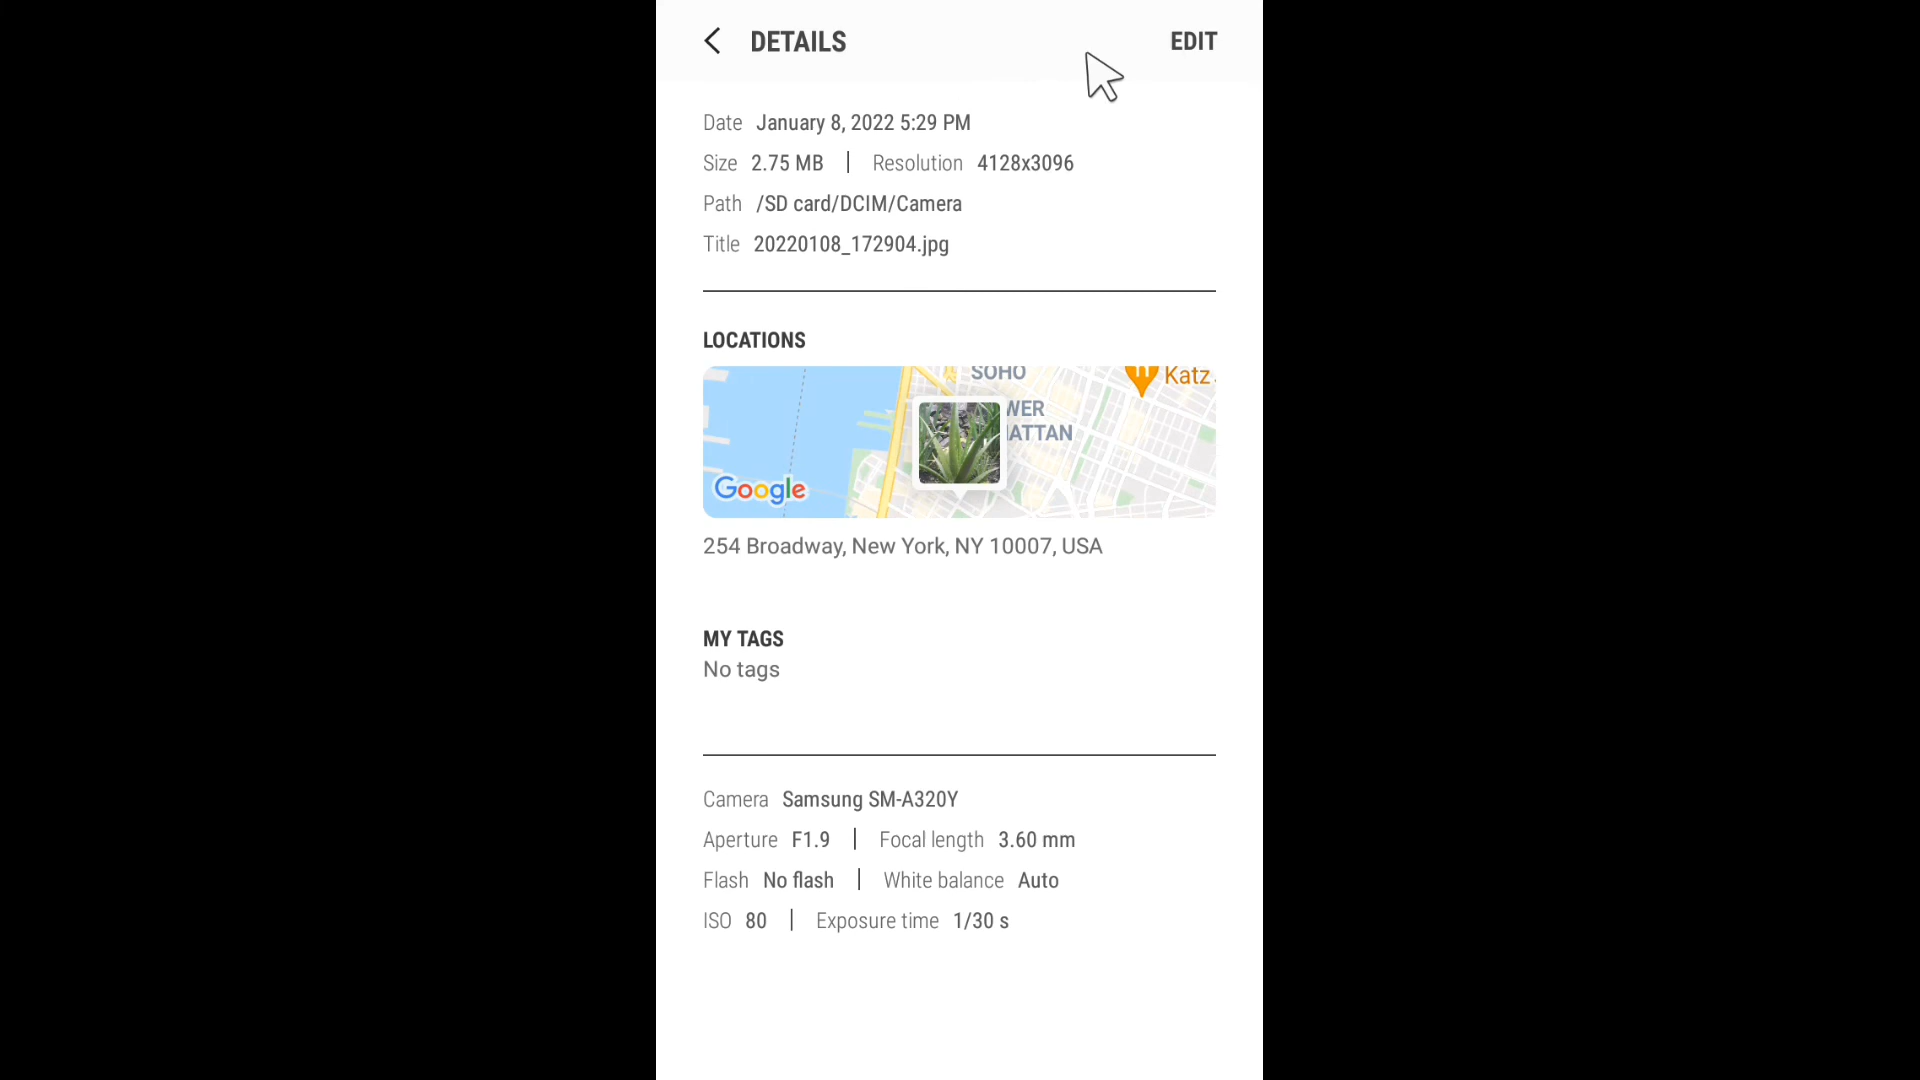 DETAILS EDIT
Date January 8, 2022 5:29 PM
Size 2.75 MB | Resolution 4128x3096
Path /SD card/DCIM/Camera
Title 20220108_172904.jpg
LOCATIONS
SOHO
Katz
WER
ATTAN
Google
254 Broadway, New York, NY 10007, USA
MY TAGS
No tags
Camera Samsung SM-A320Y
Aperture F1.9 | Focal length 3.60 mm
Flash No flash | White balance Auto
ISO 80 | Exposure time 1/30 s